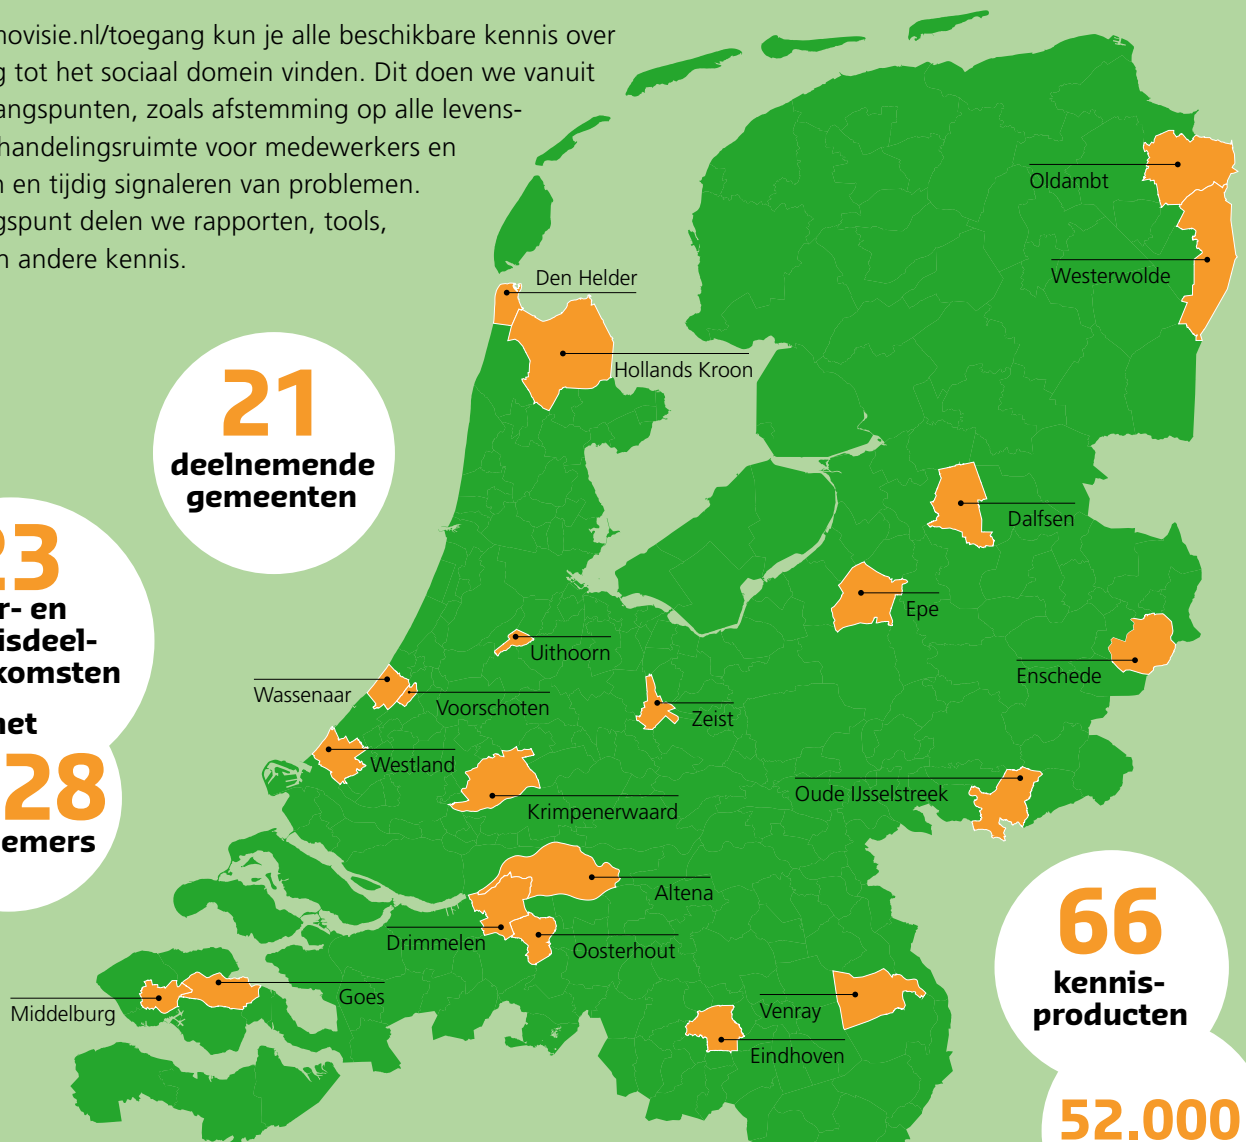 novisie.nl/toegang kun je alle beschikbare kennis over
tot het sociaal domein vinden. Dit doen we vanuit
angspunten, zoals afstemming op alle levens-
handelingsruimte voor medewerkers en
en tijdig signaleren van problemen.
gspunt delen we rapporten, tools,
andere kennis.
Oldambt
Westerwolde
Den Helder
Hollands Kroon
21
deelnemende
gemeenten
Dalfsen
23
r- en
isdeel-
komsten
met
28
emers
Epe
Uithoorn
Enschede
Wassenaar
Voorschoten
Zeist
Westland
Oude IJsselstreek
Krimpenerwaard
Altena
Drimmelen
Oosterhout
66
kennis-
producten
Goes
Middelburg
Venray
Eindhoven
52.000